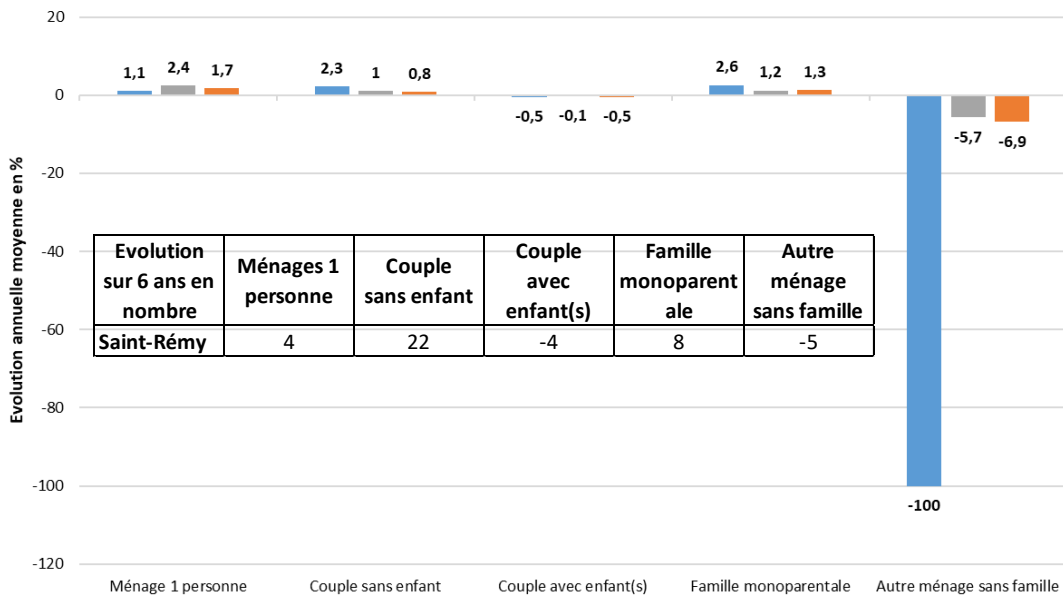 20
1,1 2,4 1,7 2,3 1 0,8 2,6 1,2 1,3
0
-0,5 -0,1 -0,5 -5,7 -6,9
-20
-40
-60
-80
-100
-100
-120
Evolution annuelle moyenne en %
Evolution
sur 6 ans en
nombre
Ménages 1
personne
Couple
sans enfant
Couple
avec
enfant(s)
Famille
monoparent
ale
Autre
ménage
sans famille
Saint-Rémy 4 22 -4 8 -5
Ménage 1 personne Couple sans enfant Couple avec enfant(s) Famille monoparentale Autre ménage sans famille